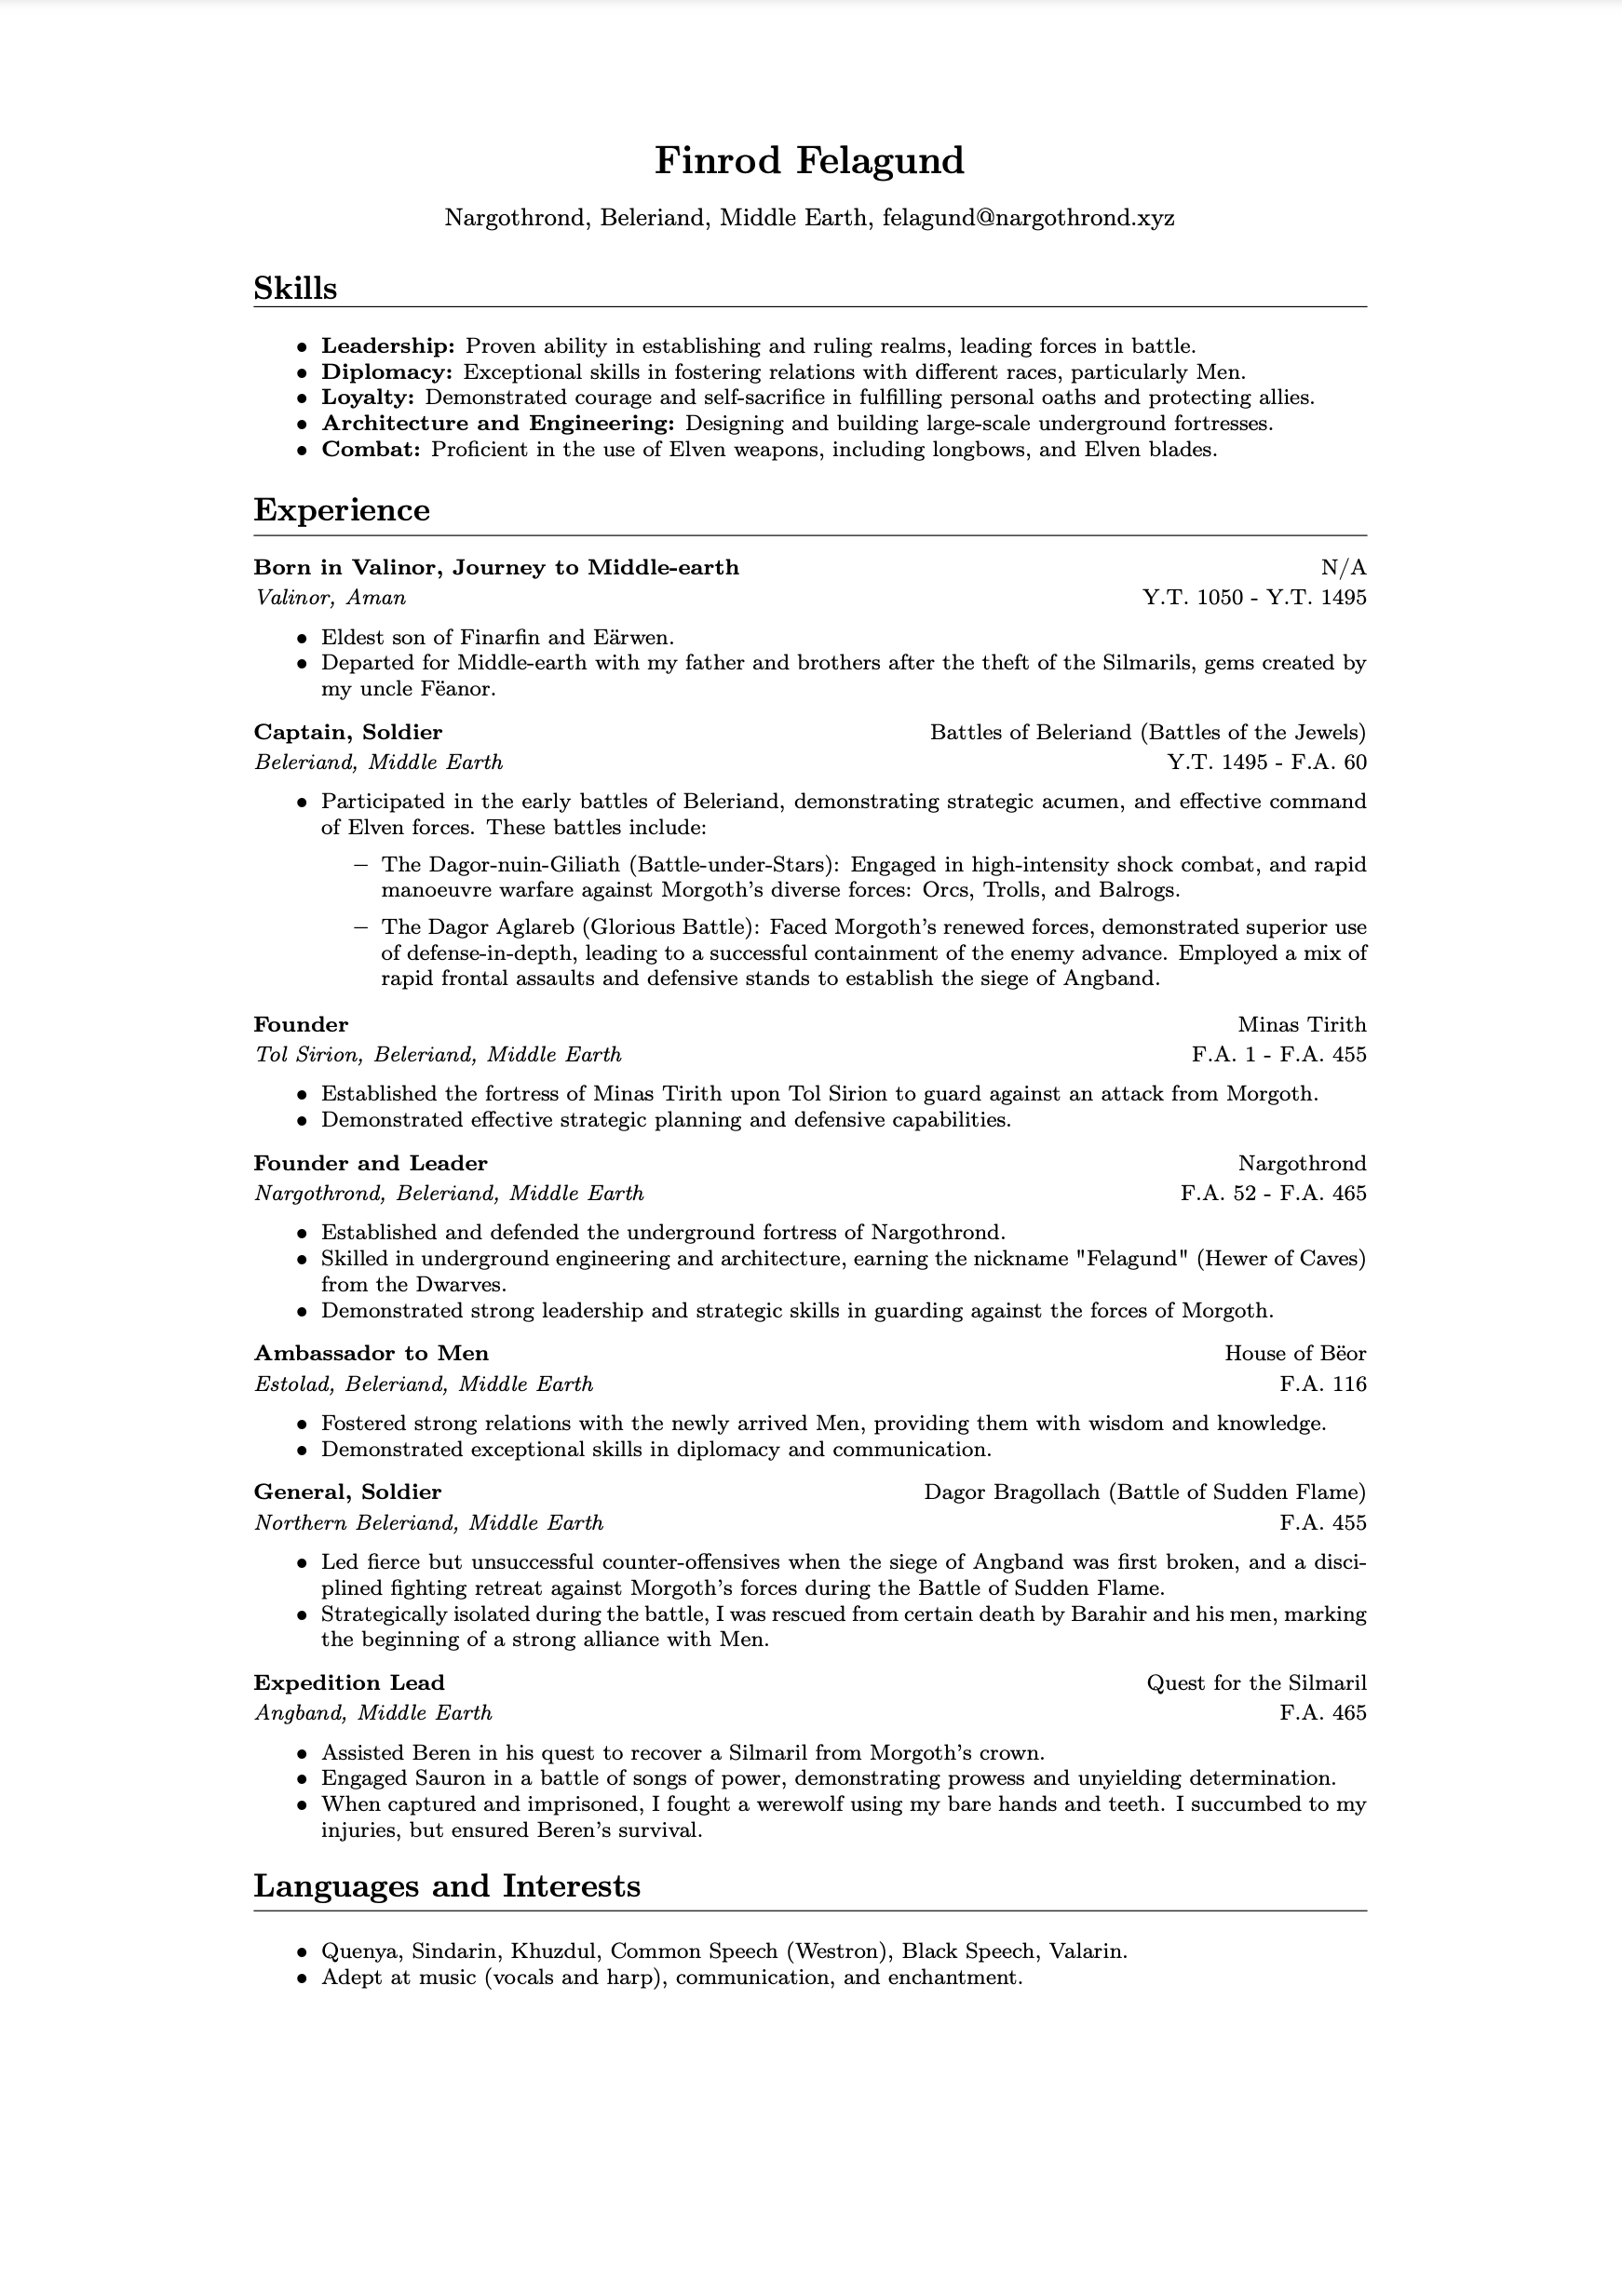 Finrod Felagund
Nargothrond, Beleriand, Middle Earth, felagund@nargothrond.xyz
Skills
• Leadership: Proven ability in establishing and ruling realms, leading forces in battle.
• Diplomacy: Exceptional skills in fostering relations with different races, particularly Men.
• Loyalty: Demonstrated courage and self-sacrifice in fulfilling personal oaths and protecting allies.
• Architecture and Engineering: Designing and building large-scale underground fortresses.
• Combat: Proficient in the use of Elven weapons, including longbows, and Elven blades.
Experience
Born in Valinor, Journey to Middle-earth N/A
Valinor, Aman Y.T. 1050 - Y.T. 1495
• Eldest son of Finarfin and Eärwen.
• Departed for Middle-earth with my father and brothers after the theft of the Silmarils, gems created by
my uncle Fëanor.
Captain, Soldier Battles of Beleriand (Battles of the Jewels)
Beleriand, Middle Earth Y.T. 1495 - F.A. 60
• Participated in the early battles of Beleriand, demonstrating strategic acumen, and effective command
of Elven forces. These battles include:
– The Dagor-nuin-Giliath (Battle-under-Stars): Engaged in high-intensity shock combat, and rapid
manoeuvre warfare against Morgoth's diverse forces: Orcs, Trolls, and Balrogs.
– The Dagor Aglareb (Glorious Battle): Faced Morgoth's renewed forces, demonstrated superior use
of defense-in-depth, leading to a successful containment of the enemy advance. Employed a mix of
rapid frontal assaults and defensive stands to establish the siege of Angband.
Founder Minas Tirith
Tol Sirion, Beleriand, Middle Earth F.A. 1 - F.A. 455
• Established the fortress of Minas Tirith upon Tol Sirion to guard against an attack from Morgoth.
• Demonstrated effective strategic planning and defensive capabilities.
Founder and Leader Nargothrond
Nargothrond, Beleriand, Middle Earth F.A. 52 - F.A. 465
• Established and defended the underground fortress of Nargothrond.
• Skilled in underground engineering and architecture, earning the nickname "Felagund" (Hewer of Caves)
from the Dwarves.
• Demonstrated strong leadership and strategic skills in guarding against the forces of Morgoth.
Ambassador to Men House of Bëor
Estolad, Beleriand, Middle Earth F.A. 116
• Fostered strong relations with the newly arrived Men, providing them with wisdom and knowledge.
• Demonstrated exceptional skills in diplomacy and communication.
General, Soldier Dagor Bragollach (Battle of Sudden Flame)
Northern Beleriand, Middle Earth F.A. 455
• Led fierce but unsuccessful counter-offensives when the siege of Angband was first broken, and a disci-
plined fighting retreat against Morgoth's forces during the Battle of Sudden Flame.
• Strategically isolated during the battle, I was rescued from certain death by Barahir and his men, marking
the beginning of a strong alliance with Men.
Expedition Lead Quest for the Silmaril
Angband, Middle Earth F.A. 465
• Assisted Beren in his quest to recover a Silmaril from Morgoth's crown.
• Engaged Sauron in a battle of songs of power, demonstrating prowess and unyielding determination.
• When captured and imprisoned, I fought a werewolf using my bare hands and teeth. I succumbed to my
injuries, but ensured Beren's survival.
Languages and Interests
• Quenya, Sindarin, Khuzdul, Common Speech (Westron), Black Speech, Valarin.
• Adept at music (vocals and harp), communication, and enchantment.